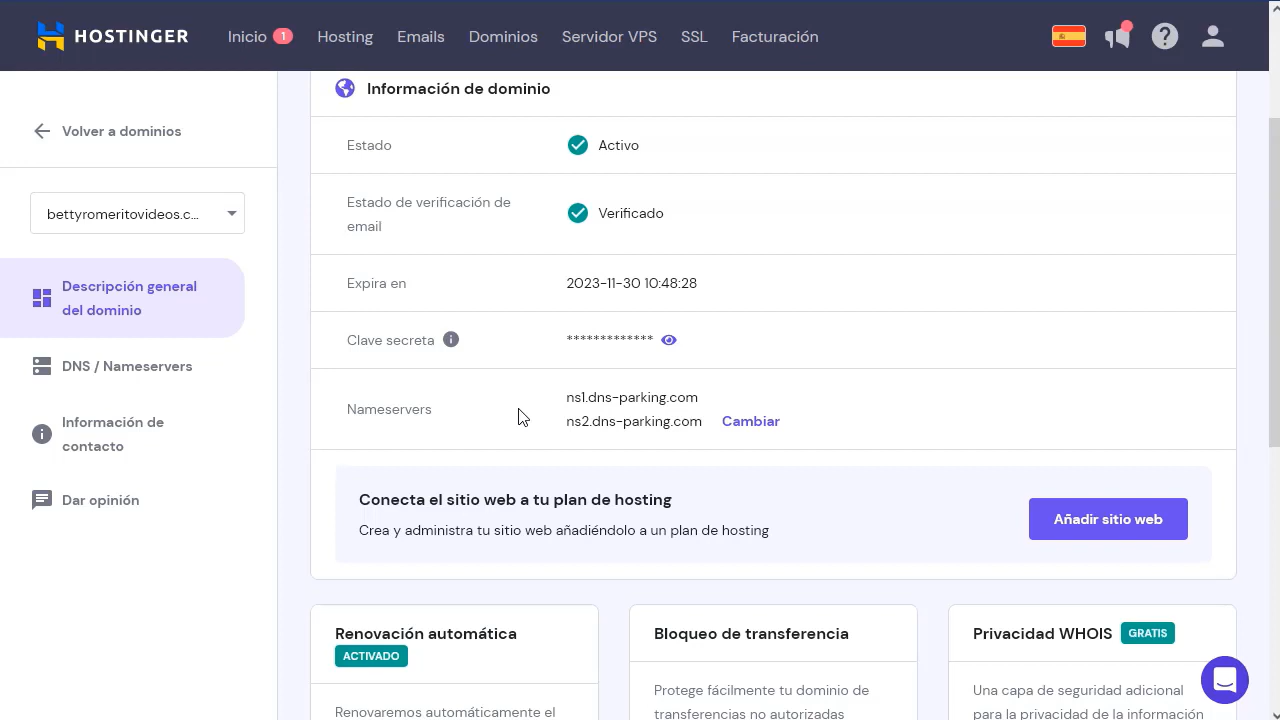 HOSTINGER
Inicio 1 Hosting Emails Dominios Servidor VPS SSL Facturación
Volver a dominios
bettyromeritovideos.c...
Descripción general
del dominio
DNS / Nameservers
Información de
contacto
Dar opinión
Información de dominio
Estado Activo
Estado de verificación de
email
Verificado
Expira en 2023-11-30 10:48:28
Clave secreta *************
Nameservers
ns1.dns-parking.com
ns2.dns-parking.com Cambiar
Conecta el sitio web a tu plan de hosting
Crea y administra tu sitio web añadiéndolo a un plan de hosting
Añadir sitio web
Renovación automática
ACTIVADO
Renovaremos automáticamente el
Bloqueo de transferencia
Protege fácilmente tu dominio de
transferencias no autorizadas
Privacidad WHOIS GRATIS
Una capa de seguridad adicional
para la privacidad de la información